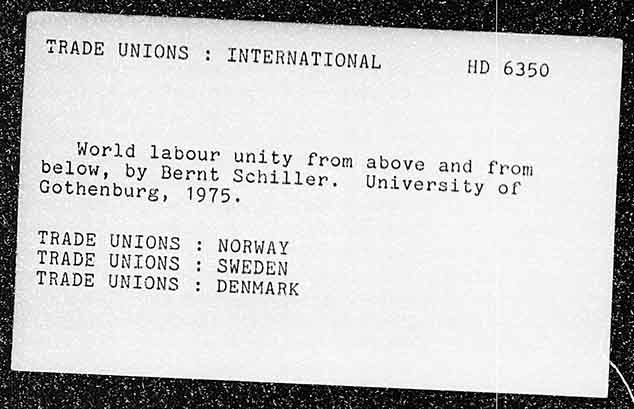 TRADE UNIONS : INTERNATIONAL HD 6350
World labour unity from above and from
below, by Bernt Schiller. University of
Gothenburg, 1975.
TRADE UNIONS : NORWAY
TRADE UNIONS : SWEDEN
TRADE UNIONS : DENMARK